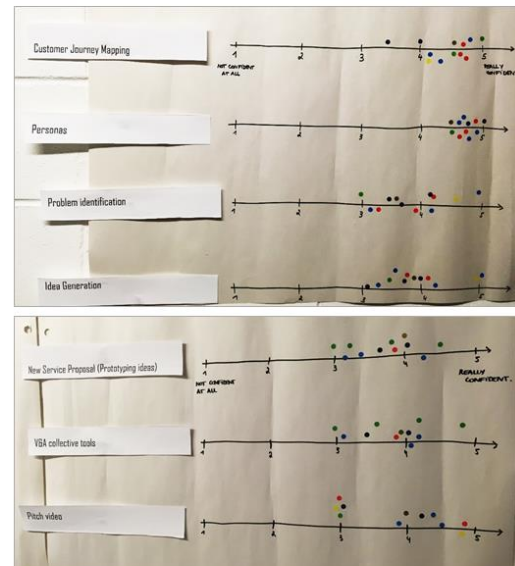 Customer Journey Mapping
1 2 3 4 5
NOT CONFIDENT
AT ALL
REALLY
CONFIDEN
Personas
1 2 3 4 5
Problem identification
1 2 3 4 5
Idea Generation
1 2 3 4 5
New Service Proposal (Prototyping ideas)
1 2 3 4 5
NOT CONFIDENT
AT ALL
REALLY
CONFIDENT.
V&A collective tools
1 2 3 4 5
Pitch video
1 2 3 4 5